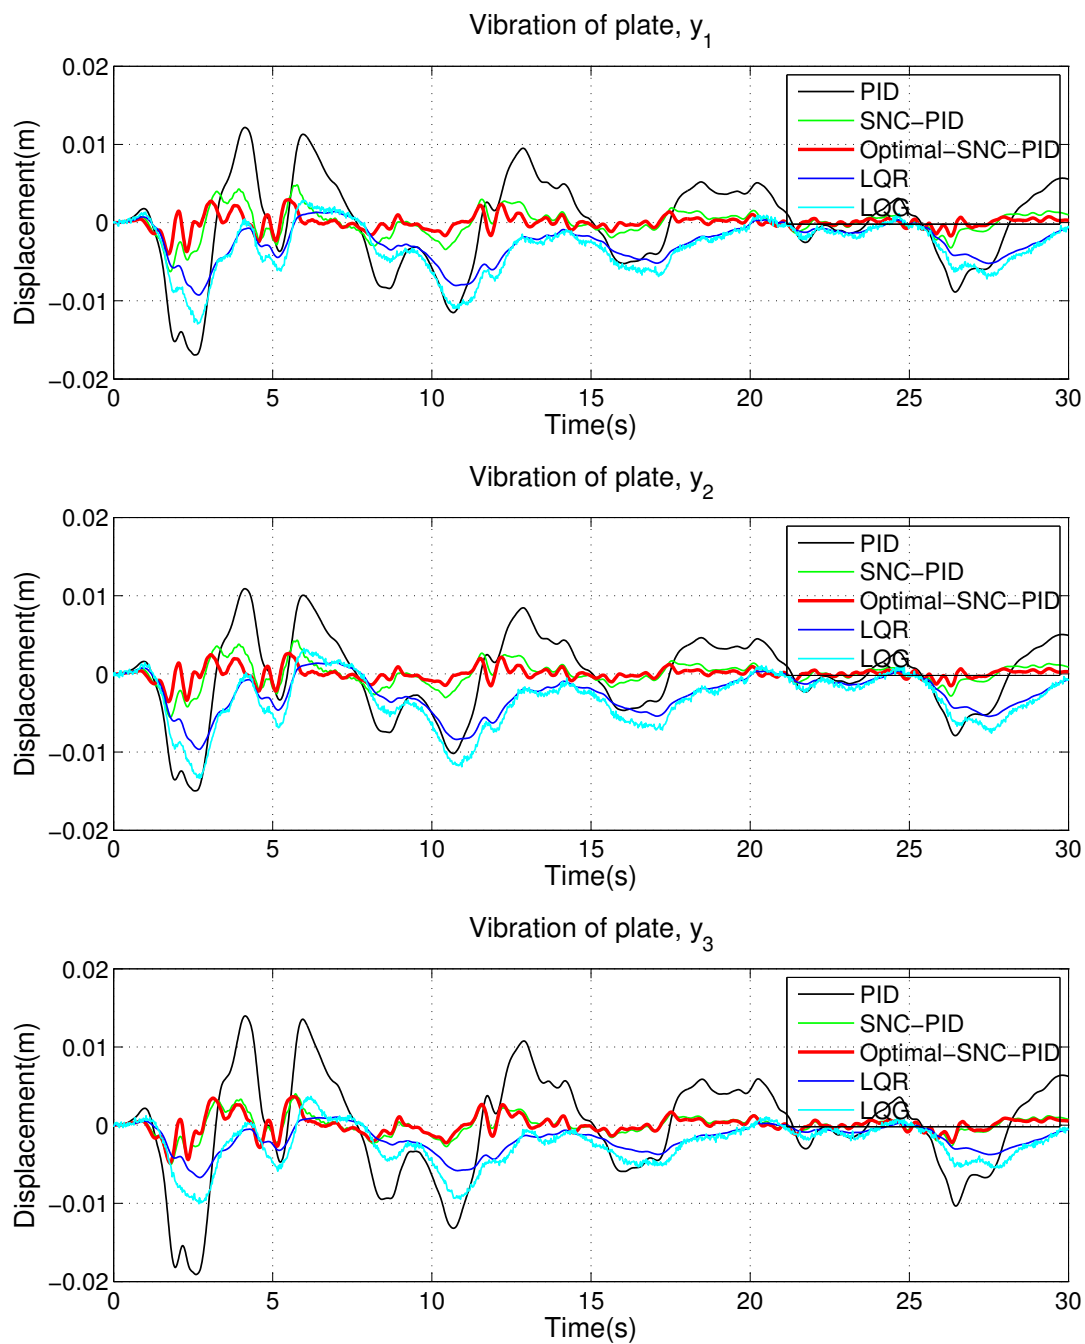 Vibration of plate, y1
0.02
0.01
0
−0.01
−0.02
Displacement(m)
PID
SNC−PID
Optimal−SNC−PID
LQR
LQG
0 5 10 15 20 25 30
Time(s)
Vibration of plate, y2
0.02
0.01
0
−0.01
−0.02
Displacement(m)
PID
SNC−PID
Optimal−SNC−PID
LQR
LQG
0 5 10 15 20 25 30
Time(s)
Vibration of plate, y3
0.02
0.01
0
−0.01
−0.02
Displacement(m)
PID
SNC−PID
Optimal−SNC−PID
LQR
LQG
0 5 10 15 20 25 30
Time(s)